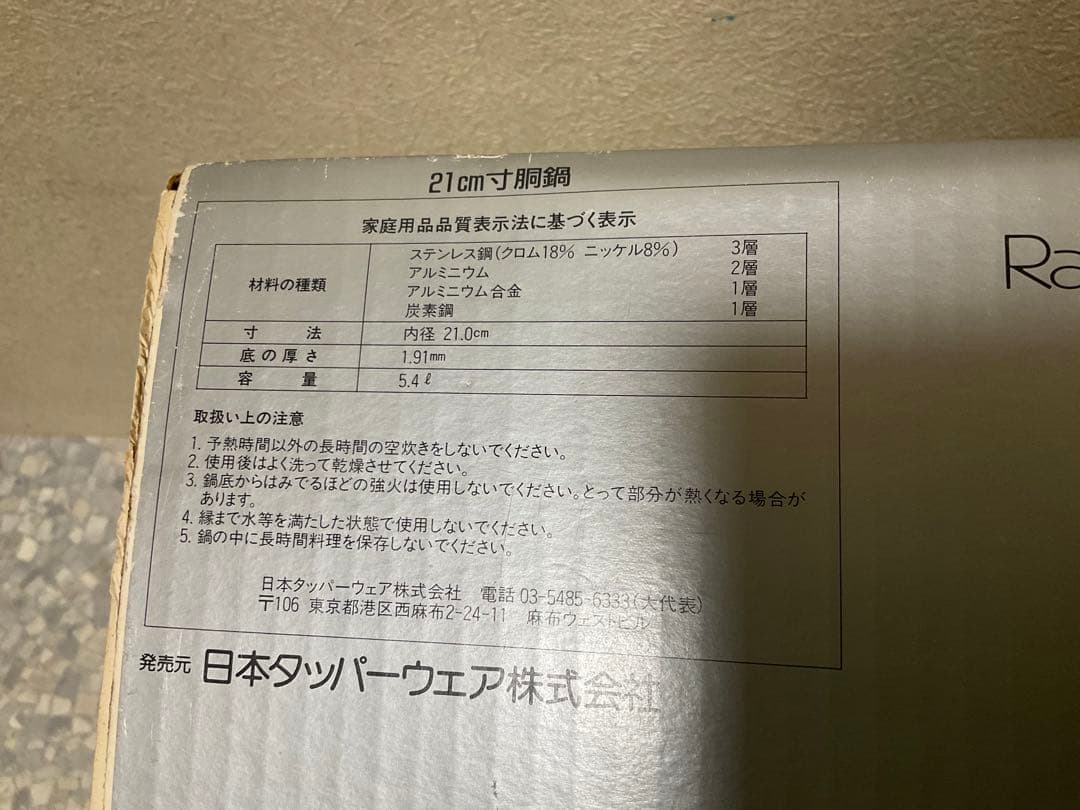 21cm寸胴鍋
家庭用品品質表示法に基づく表示
材料の種類
ステンレス鋼(クロム18% ニッケル8%) 3層
アルミニウム 2層
アルミニウム合金 1層
炭素鋼 1層
寸法 内径 21.0cm
底の厚さ 1.91mm
容量 5.4ℓ
取扱い上の注意
1. 予熱時間以外の長時間の空炊きをしないでください。
2. 使用後はよく洗って乾燥させてください。
3. 鍋底からはみでるほどの強火は使用しないでください。とって部分が熱くなる場合が
あります。
4. 縁まで水等を満たした状態で使用しないでください。
5. 鍋の中に長時間料理を保存しないでください。
日本タッパーウェア株式会社 電話 03-5485-6333(大代表)
〒106 東京都港区西麻布2-24-11 麻布ウエストビル
発売元 日本タッパーウェア株式会社
Ra